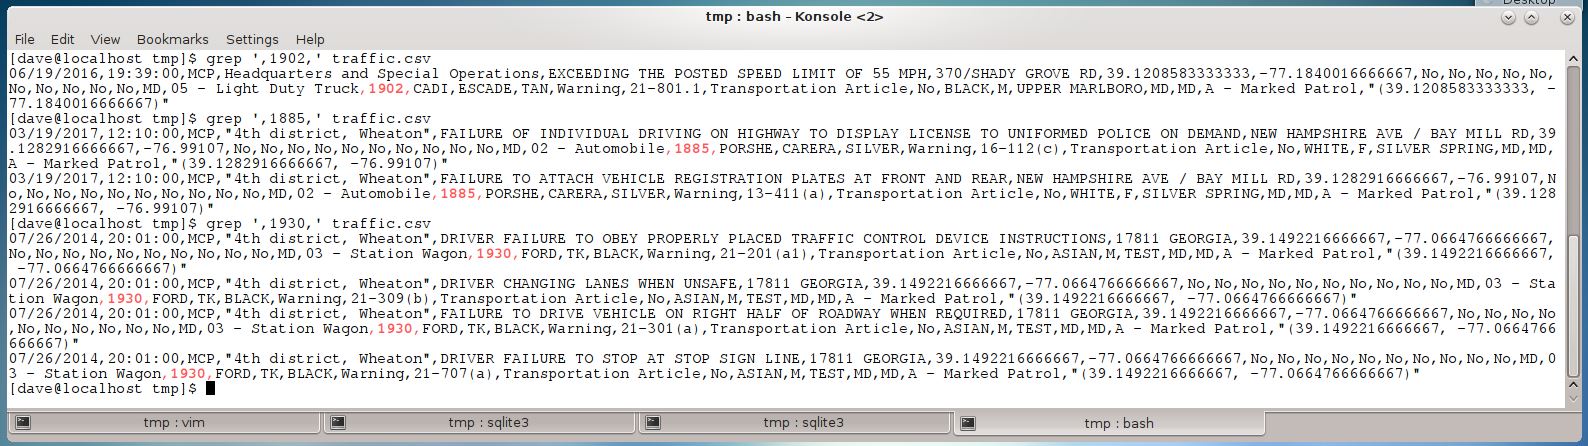 Desktop
tmp : bash – Konsole <2>
File Edit View Bookmarks Settings Help
[dave@localhost tmp]$ grep ',1902,' traffic.csv
06/19/2016,19:39:00,MCP,Headquarters and Special Operations,EXCEEDING THE POSTED SPEED LIMIT OF 55 MPH,370/SHADY GROVE RD,39.1208583333333,-77.1840016666667,No,No,No,No,No,
No,No,No,No,No,MD,05 - Light Duty Truck,1902,CADI,ESCADE,TAN,Warning,21-801.1,Transportation Article,No,BLACK,M,UPPER MARLBORO,MD,MD,A - Marked Patrol,"(39.1208583333333, -
77.1840016666667)"
[dave@localhost tmp]$ grep ',1885,' traffic.csv
03/19/2017,12:10:00,MCP,"4th district, Wheaton",FAILURE OF INDIVIDUAL DRIVING ON HIGHWAY TO DISPLAY LICENSE TO UNIFORMED POLICE ON DEMAND,NEW HAMPSHIRE AVE / BAY MILL RD,39
.1282916666667,-76.99107,No,No,No,No,No,No,No,No,No,No,MD,02 - Automobile,1885,PORSHE,CARERA,SILVER,Warning,16-112(c),Transportation Article,No,WHITE,F,SILVER SPRING,MD,MD,
A - Marked Patrol,"(39.1282916666667, -76.99107)"
03/19/2017,12:10:00,MCP,"4th district, Wheaton",FAILURE TO ATTACH VEHICLE REGISTRATION PLATES AT FRONT AND REAR,NEW HAMPSHIRE AVE / BAY MILL RD,39.1282916666667,-76.99107,N
o,No,No,No,No,No,No,No,No,No,MD,02 - Automobile,1885,PORSHE,CARERA,SILVER,Warning,13-411(a),Transportation Article,No,WHITE,F,SILVER SPRING,MD,MD,A - Marked Patrol,"(39.128
2916666667, -76.99107)"
[dave@localhost tmp]$ grep ',1930,' traffic.csv
07/26/2014,20:01:00,MCP,"4th district, Wheaton",DRIVER FAILURE TO OBEY PROPERLY PLACED TRAFFIC CONTROL DEVICE INSTRUCTIONS,17811 GEORGIA,39.1492216666667,-77.0664766666667,
No,No,No,No,No,No,No,No,No,No,MD,03 - Station Wagon,1930,FORD,TK,BLACK,Warning,21-201(a1),Transportation Article,No,ASIAN,M,TEST,MD,MD,A - Marked Patrol,"(39.1492216666667,
-77.0664766666667)"
07/26/2014,20:01:00,MCP,"4th district, Wheaton",DRIVER CHANGING LANES WHEN UNSAFE,17811 GEORGIA,39.1492216666667,-77.0664766666667,No,No,No,No,No,No,No,No,No,No,MD,03 - Sta
tion Wagon,1930,FORD,TK,BLACK,Warning,21-309(b),Transportation Article,No,ASIAN,M,TEST,MD,MD,A - Marked Patrol,"(39.1492216666667, -77.0664766666667)"
07/26/2014,20:01:00,MCP,"4th district, Wheaton",FAILURE TO DRIVE VEHICLE ON RIGHT HALF OF ROADWAY WHEN REQUIRED,17811 GEORGIA,39.1492216666667,-77.0664766666667,No,No,No,No
,No,No,No,No,No,No,MD,03 - Station Wagon,1930,FORD,TK,BLACK,Warning,21-301(a),Transportation Article,No,ASIAN,M,TEST,MD,MD,A - Marked Patrol,"(39.1492216666667, -77.0664766
666667)"
07/26/2014,20:01:00,MCP,"4th district, Wheaton",DRIVER FAILURE TO STOP AT STOP SIGN LINE,17811 GEORGIA,39.1492216666667,-77.0664766666667,No,No,No,No,No,No,No,No,No,No,MD,0
3 - Station Wagon,1930,FORD,TK,BLACK,Warning,21-707(a),Transportation Article,No,ASIAN,M,TEST,MD,MD,A - Marked Patrol,"(39.1492216666667, -77.0664766666667)"
[dave@localhost tmp]$
tmp : vim tmp : sqlite3 tmp : sqlite3 tmp : bash